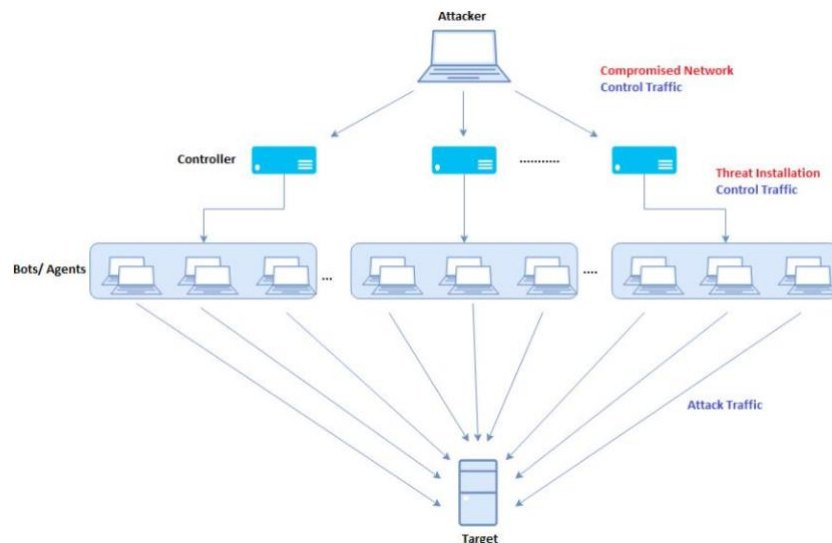 Attacker
Compromised Network
Control Traffic
Controller
..........
Threat Installation
Control Traffic
Bots/ Agents
...
....
Attack Traffic
Target